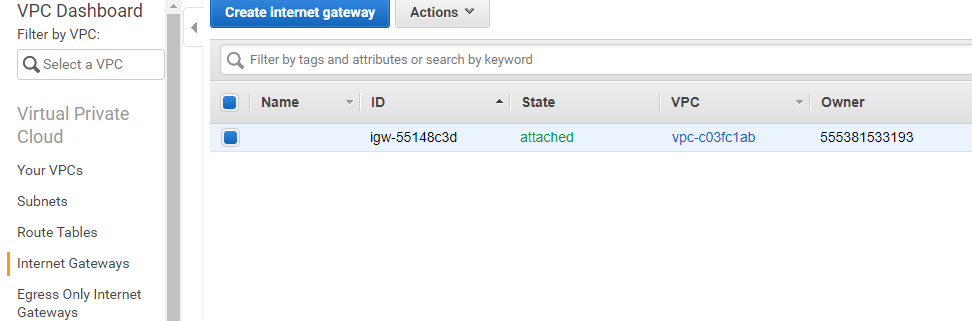 VPC Dashboard
Filter by VPC:
Select a VPC
Virtual Private
Cloud
Your VPCs
Subnets
Route Tables
Internet Gateways
Egress Only Internet
Gateways
Create internet gateway Actions
Filter by tags and attributes or search by keyword
Name ID State VPC Owner
igw-55148c3d attached vpc-c03fc1ab 555381533193